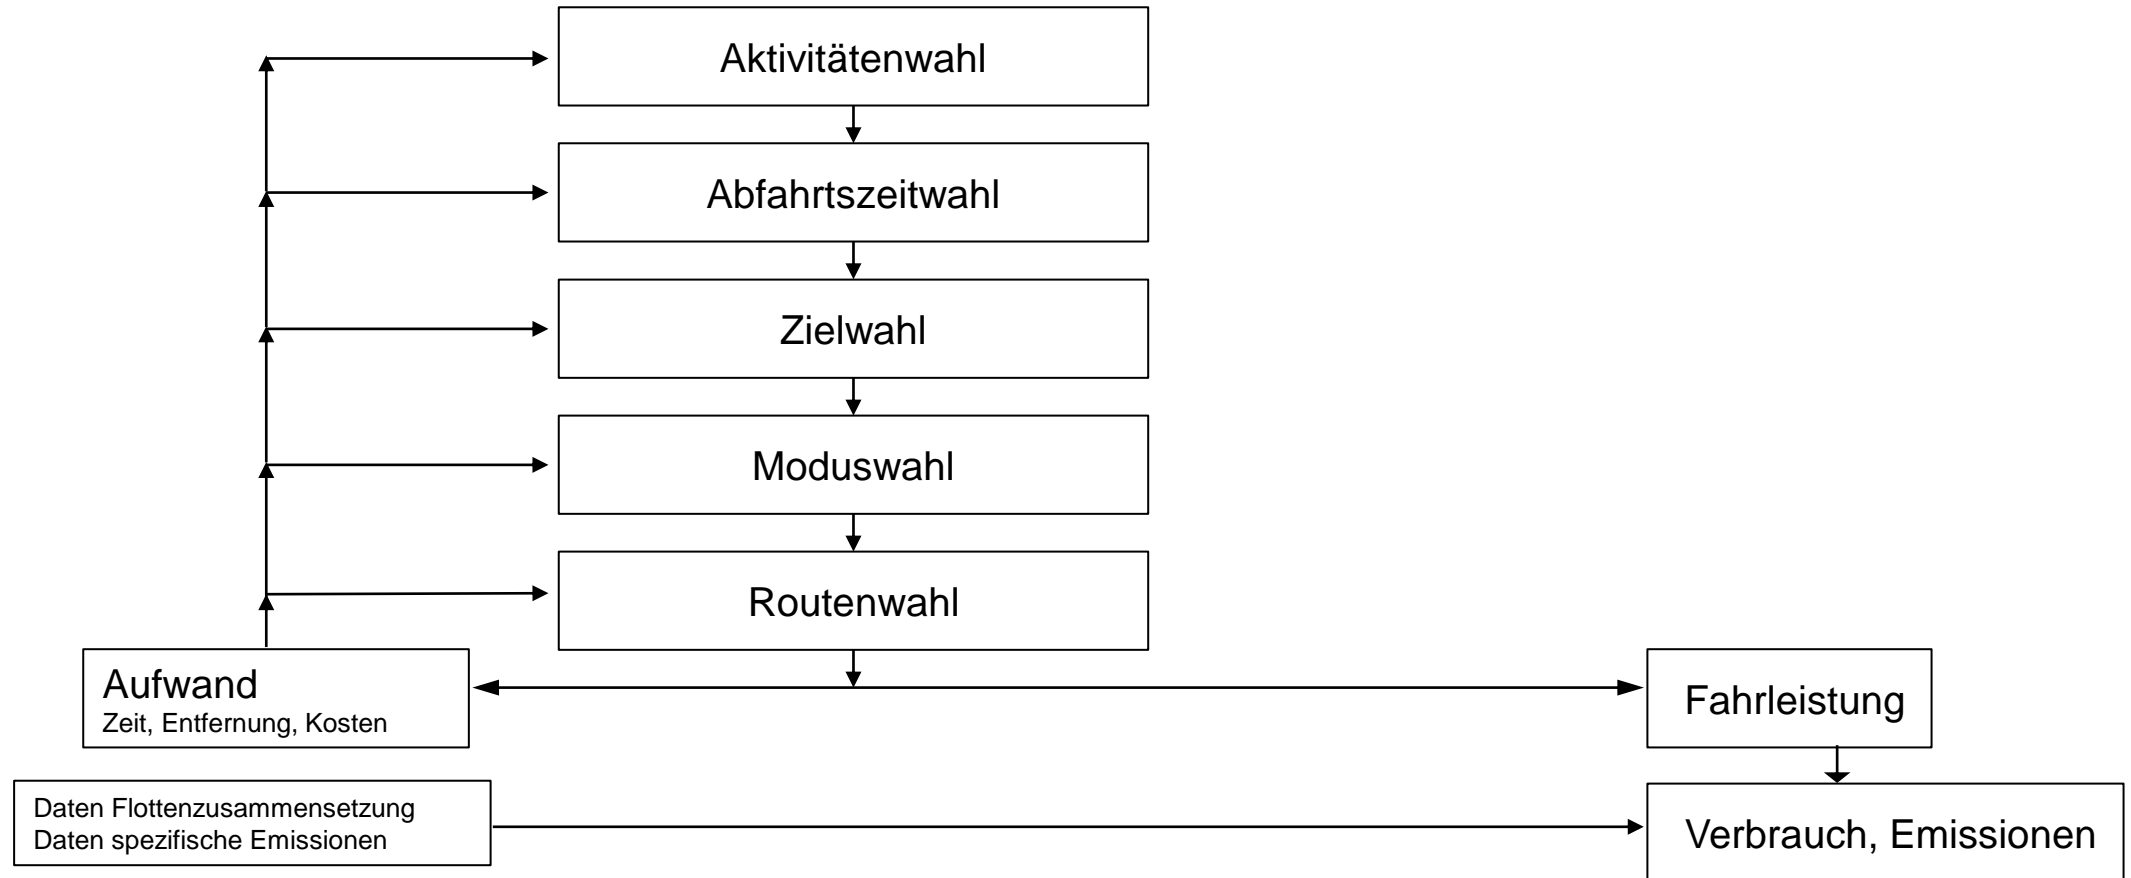 Aktivitätenwahl
Abfahrtszeitwahl
Zielwahl
Moduswahl
Routenwahl
Aufwand
Zeit, Entfernung, Kosten
Fahrleistung
Daten Flottenzusammensetzung
Daten spezifische Emissionen
Verbrauch, Emissionen